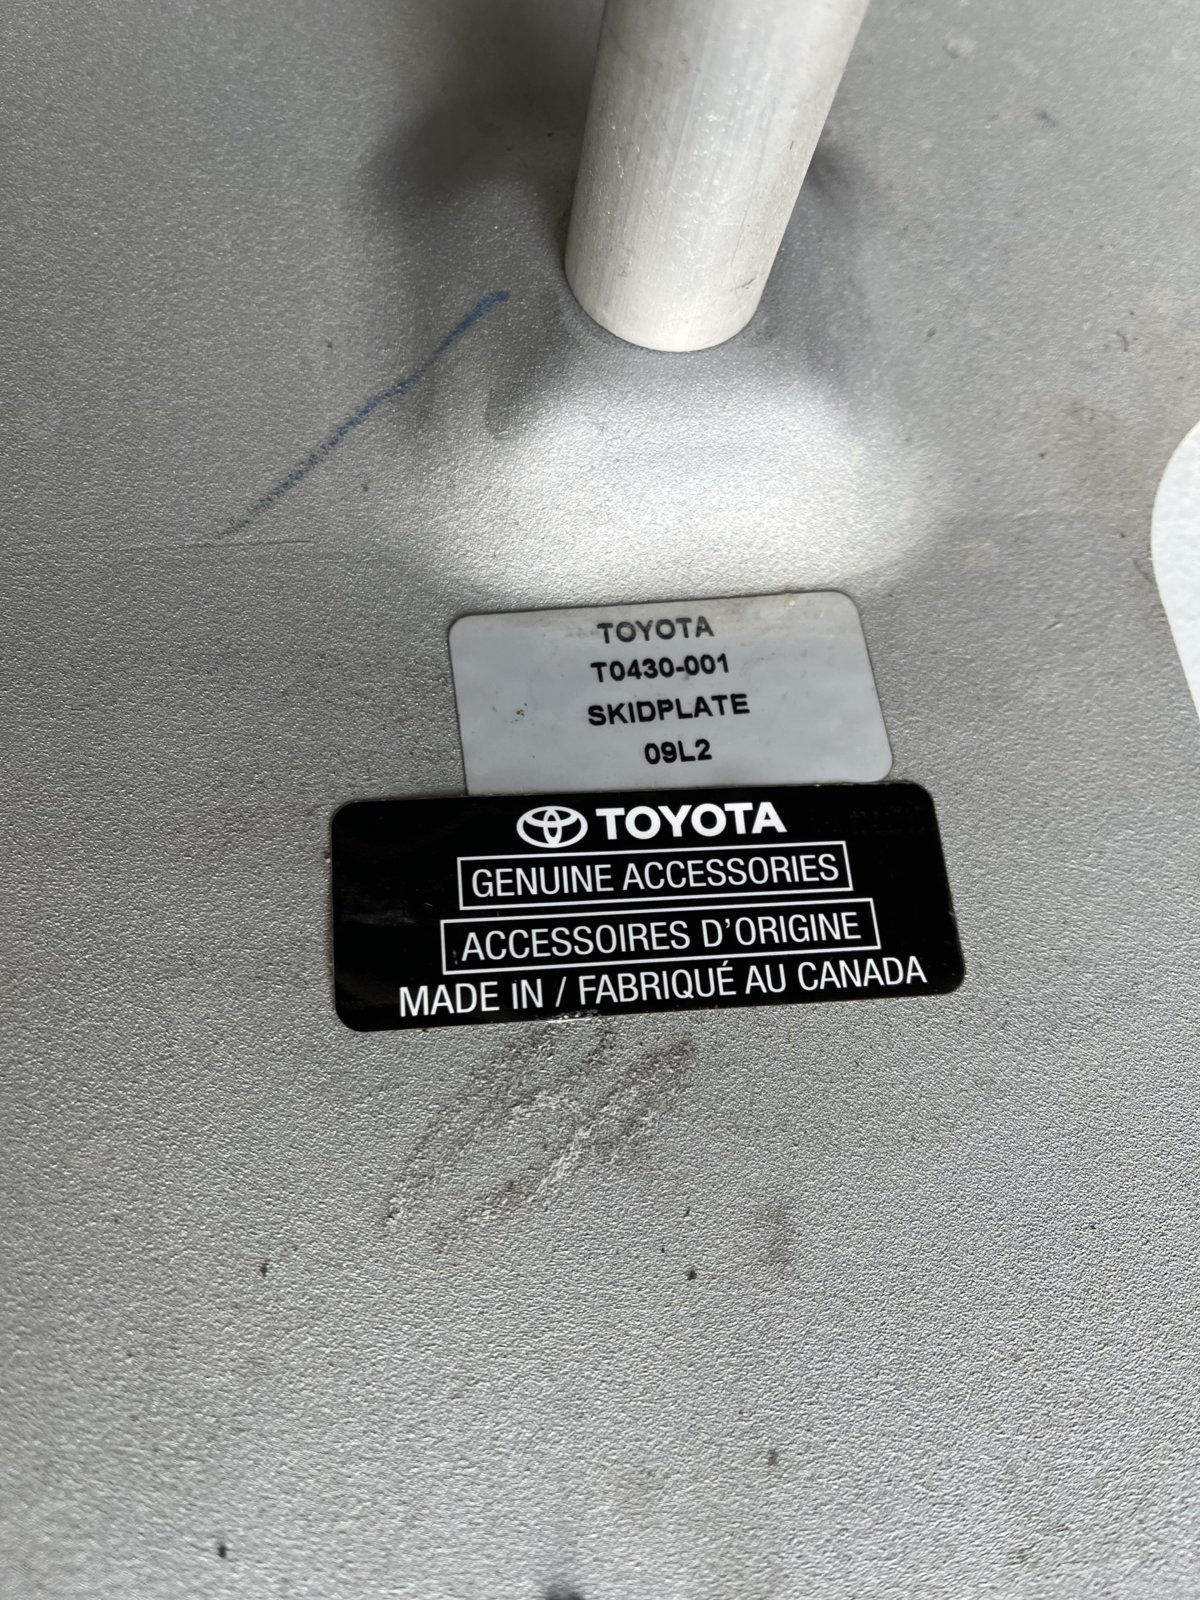 TOYOTA
T0430-001
SKIDPLATE
09L2
TOYOTA
GENUINE ACCESSORIES
ACCESSOIRES D'ORIGINE
MADE IN / FABRIQUÉ AU CANADA